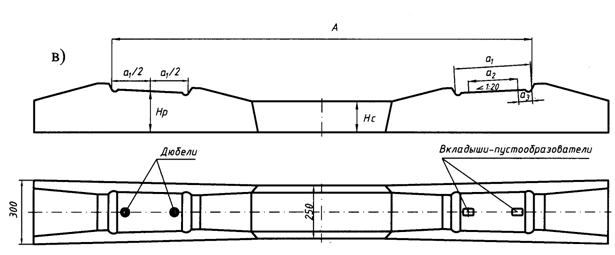 в)
A
a₁/2
a₁/2
a₁
a₂
∠1:20
a₃
Hp
Hc
Дюбели
Вкладыши-пустообразователи
300
250